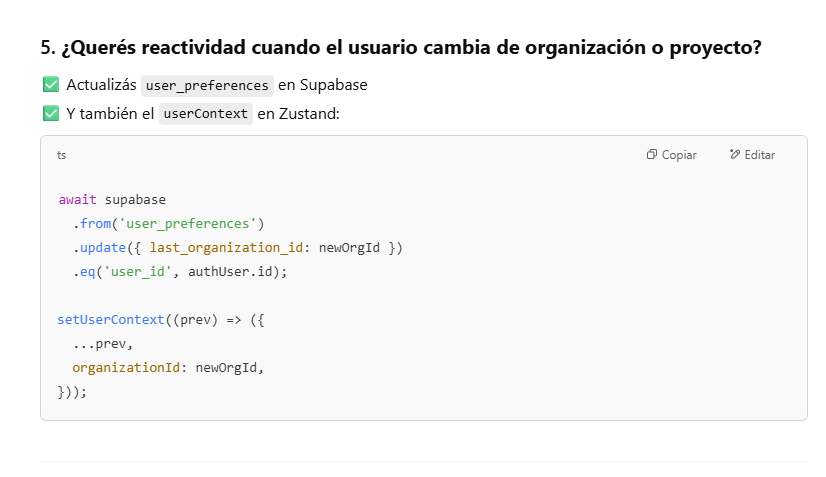 5. ¿Querés reactividad cuando el usuario cambia de organización o proyecto?
✅ Actualizás user_preferences en Supabase
✅ Y también el userContext en Zustand:
ts Copiar Editar
await supabase
  .from('user_preferences')
  .update({ last_organization_id: newOrgId })
  .eq('user_id', authUser.id);
setUserContext((prev) => ({
  ...prev,
  organizationId: newOrgId,
}));